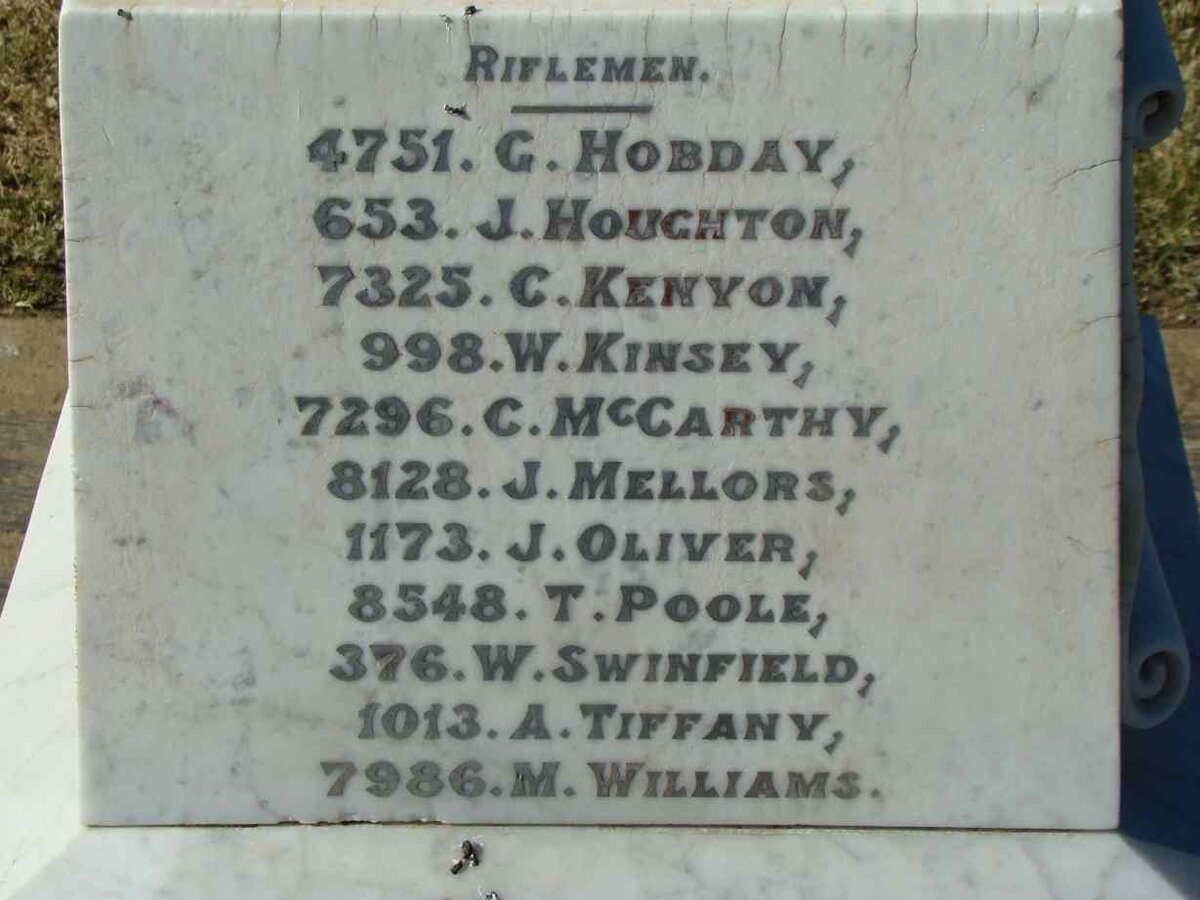 RIFLEMEN.
4751. G. HOBDAY,
653. J. HOUGHTON,
7325. C. KENYON,
998. W. KINSEY,
7296. C. McCARTHY,
8128. J. MELLORS,
1173. J. OLIVER,
8548. T. POOLE,
376. W. SWINFIELD,
1013. A. TIFFANY,
7986. M. WILLIAMS.